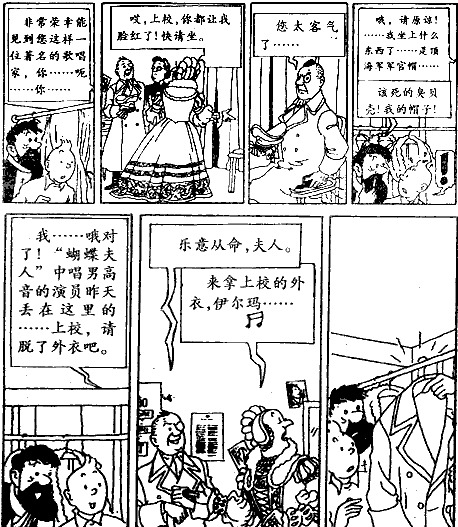 非常荣幸能
见到您这样一
位著名的歌唱
家，你……呃
……你……
哎，上校，你都让我
脸红了！快请坐。
您太客气
了……
哦，请原谅！
……我坐上什么
东西了……是顶
海军军官帽……
该死的臭贝
壳！我的帽子！
我……哦对
了！“蝴蝶夫
人”中唱男高
音的演员昨天
丢在这里的
……上校，请
脱了外衣吧。
乐意从命，夫人。
来拿上校的外
衣，伊尔玛……